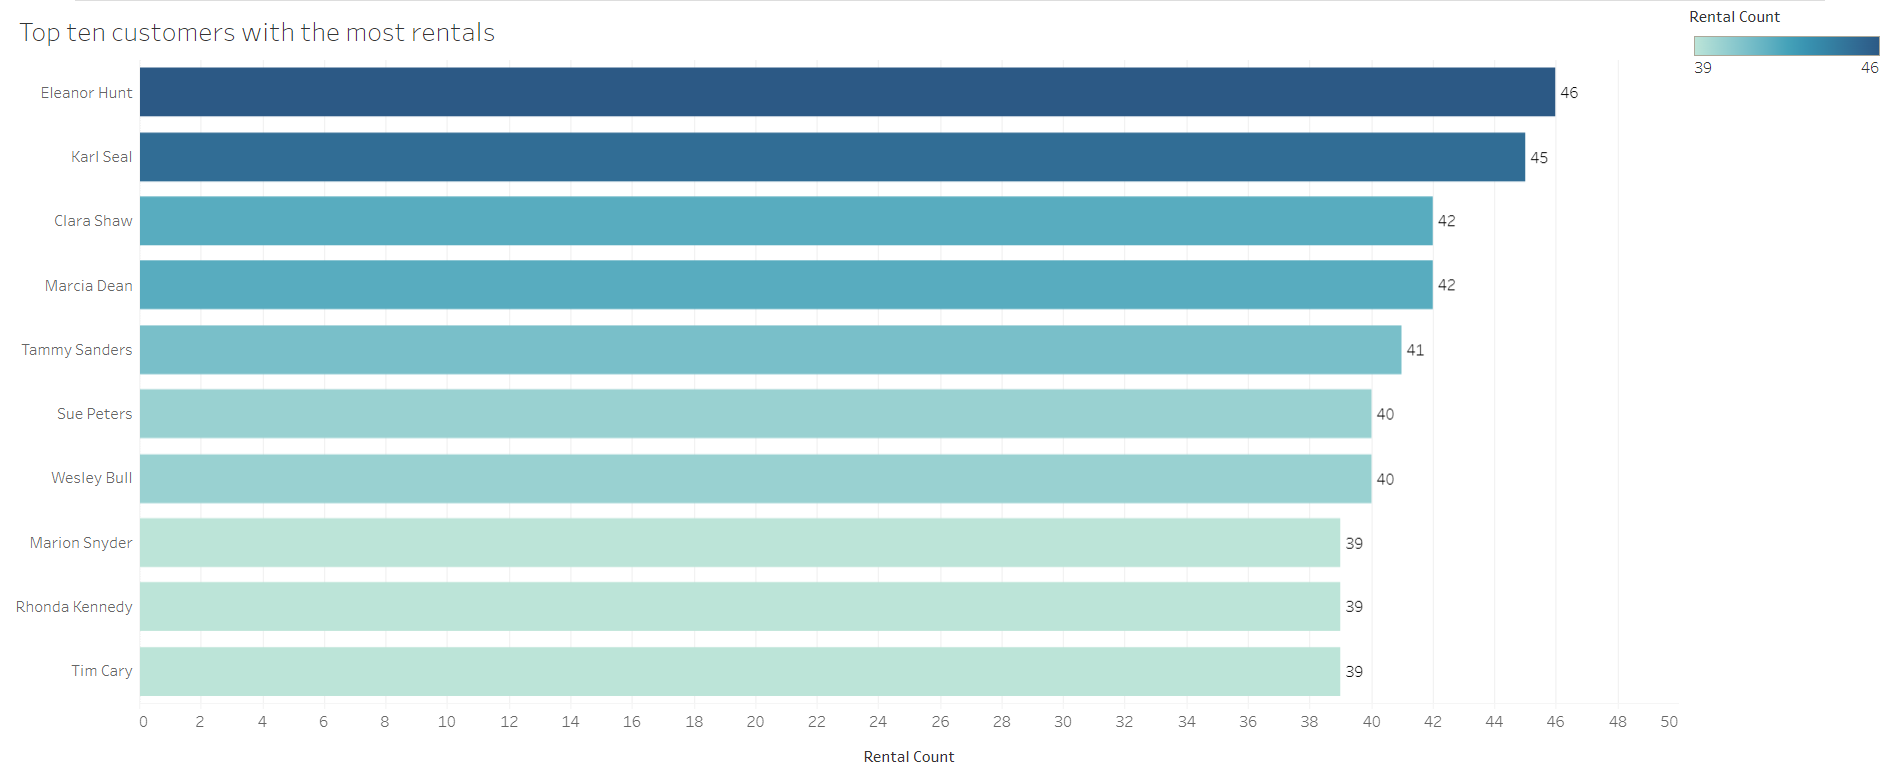 Top ten customers with the most rentals
Rental Count
39 46
Eleanor Hunt 46
Karl Seal 45
Clara Shaw 42
Marcia Dean 42
Tammy Sanders 41
Sue Peters 40
Wesley Bull 40
Marion Snyder 39
Rhonda Kennedy 39
Tim Cary 39
0 2 4 6 8 10 12 14 16 18 20 22 24 26 28 30 32 34 36 38 40 42 44 46 48 50
Rental Count